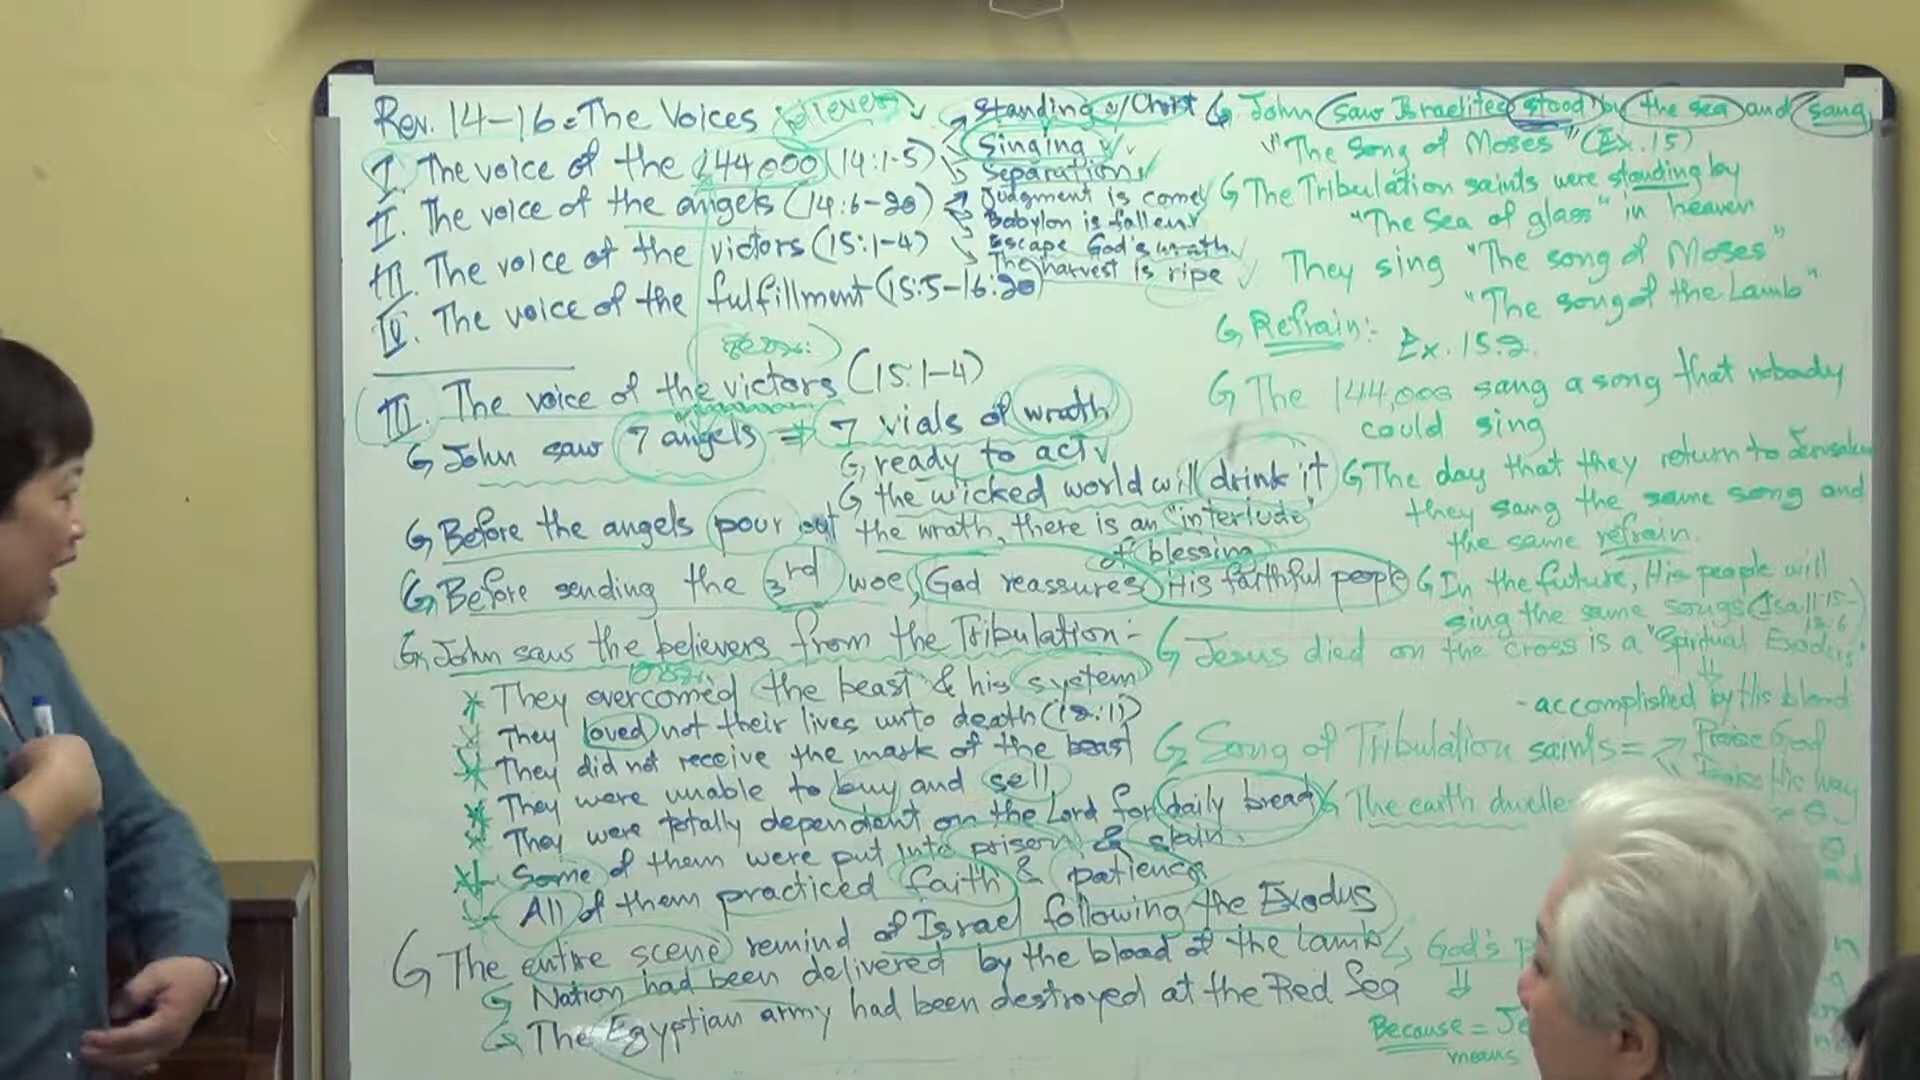 Rev. 14-16 = The Voices believer
I. The voice of the 144,000 (14:1-5)
Standing w/ Christ
Singing
Separation
II. The voice of the angels (14:6-20)
Judgment is come
Babylon is fallen
Escape God's wrath
The harvest is ripe
III. The voice of the victors (15:1-4)
IV. The voice of the fulfillment (15:5-16:20)
III. The voice of the victors (15:1-4)
John saw 7 angels ⇒ 7 vials of wrath
ready to act
the wicked world will drink it
Before the angels pour out the wrath, there is an "interlude"
of blessing
Before sending the 3rd woe, God reassures His faithful people
John saw the believers from the Tribulation:-
They overcomed the beast & his system
They loved not their lives unto death (12:11)
They did not receive the mark of the beast
They were unable to buy and sell
They were totally dependent on the Lord for daily bread
Some of them were put into prison & slain.
All of them practiced faith & patience
The entire scene remind of Israel following the Exodus
Nation had been delivered by the blood of the Lamb
The Egyptian army had been destroyed at the Red Sea
John saw Israelites stood by the sea and sang
"The Song of Moses" (Ex. 15)
The Tribulation saints were standing by
"The Sea of glass" in heaven
They sing "The song of Moses"
"The song of the Lamb"
Refrain:-
Ex. 15:2
The 144,000 sang a song that nobody
could sing
The day that they return to Jerusalem
they sang the same song and
the same refrain.
In the future, His people will
sing the same songs (Isa 11:15-
12:6)
Jesus died on the cross is a "Spiritual Exodus"
- accomplished by His blood
Song of Tribulation saints = Praise God
Praise His way
The earth dwelle
God's
Because =
means